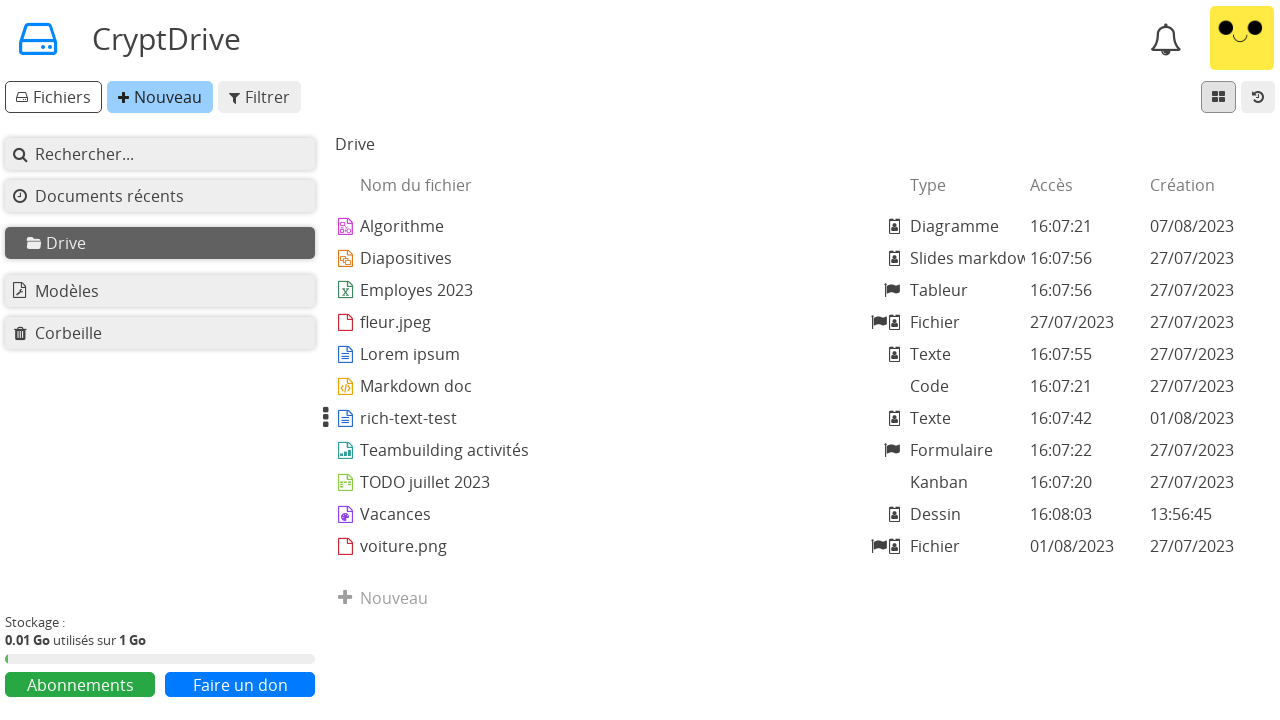 CryptDrive
Fichiers Nouveau Filtrer
Rechercher...
Documents récents
Drive
Modèles
Corbeille
Stockage :
0.01 Go utilisés sur 1 Go
Abonnements Faire un don
Drive
Nom du fichier Type Accès Création
Algorithme Diagramme 16:07:21 07/08/2023
Diapositives Slides markdow 16:07:56 27/07/2023
Employes 2023 Tableur 16:07:56 27/07/2023
fleur.jpeg Fichier 27/07/2023 27/07/2023
Lorem ipsum Texte 16:07:55 27/07/2023
Markdown doc Code 16:07:21 27/07/2023
rich-text-test Texte 16:07:42 01/08/2023
Teambuilding activités Formulaire 16:07:22 27/07/2023
TODO juillet 2023 Kanban 16:07:20 27/07/2023
Vacances Dessin 16:08:03 13:56:45
voiture.png Fichier 01/08/2023 27/07/2023
Nouveau